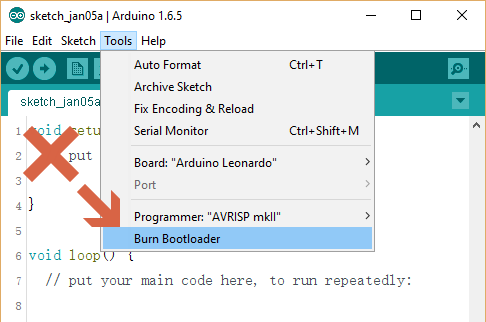 sketch_jan05a | Arduino 1.6.5
File Edit Sketch Tools Help
Auto Format Ctrl+T
Archive Sketch
Fix Encoding & Reload
Serial Monitor Ctrl+Shift+M
Board: "Arduino Leonardo"
Port
Programmer: "AVRISP mkII"
Burn Bootloader
sketch_jan05a
1 void setu
2 put
3
4 }
5
6 void loop() {
7 // put your main code here, to run repeatedly:
8